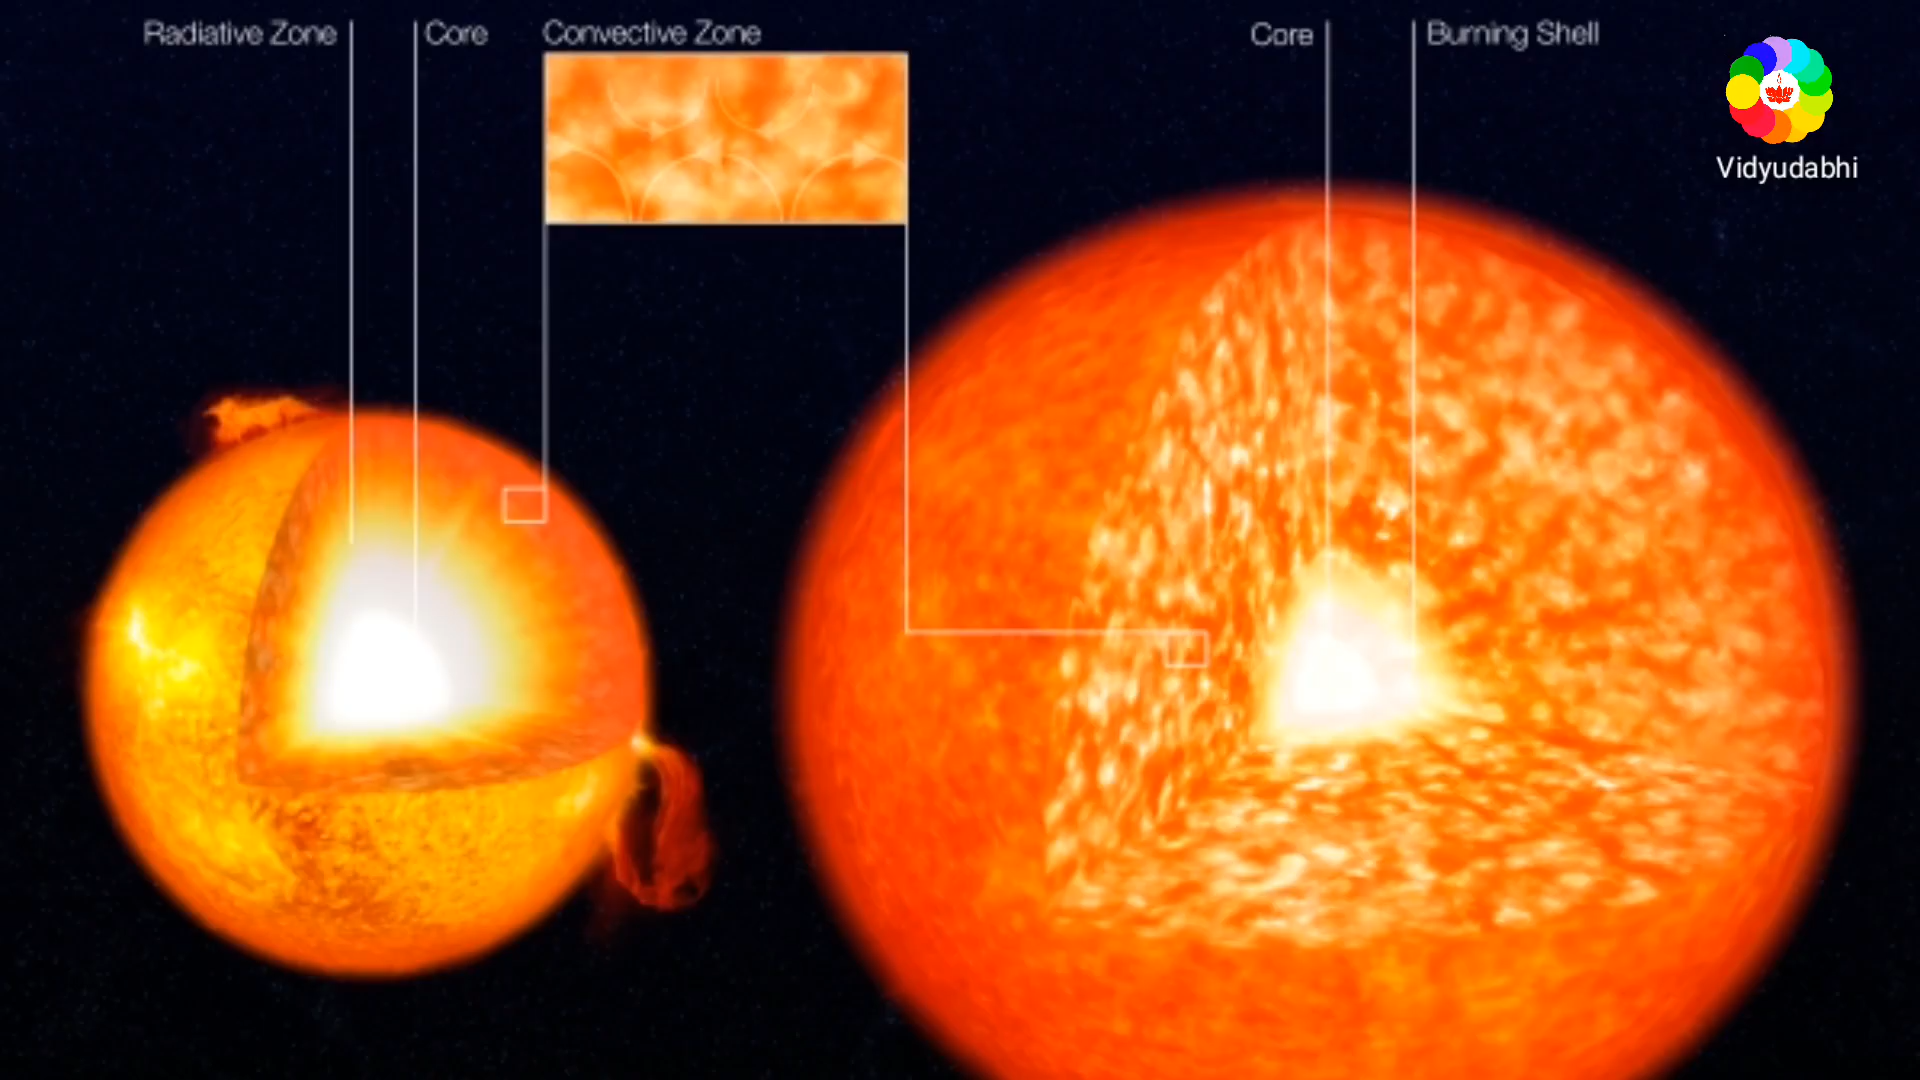 Radiative Zone
Core
Convective Zone
Core
Burning Shell
Vidyudabhi